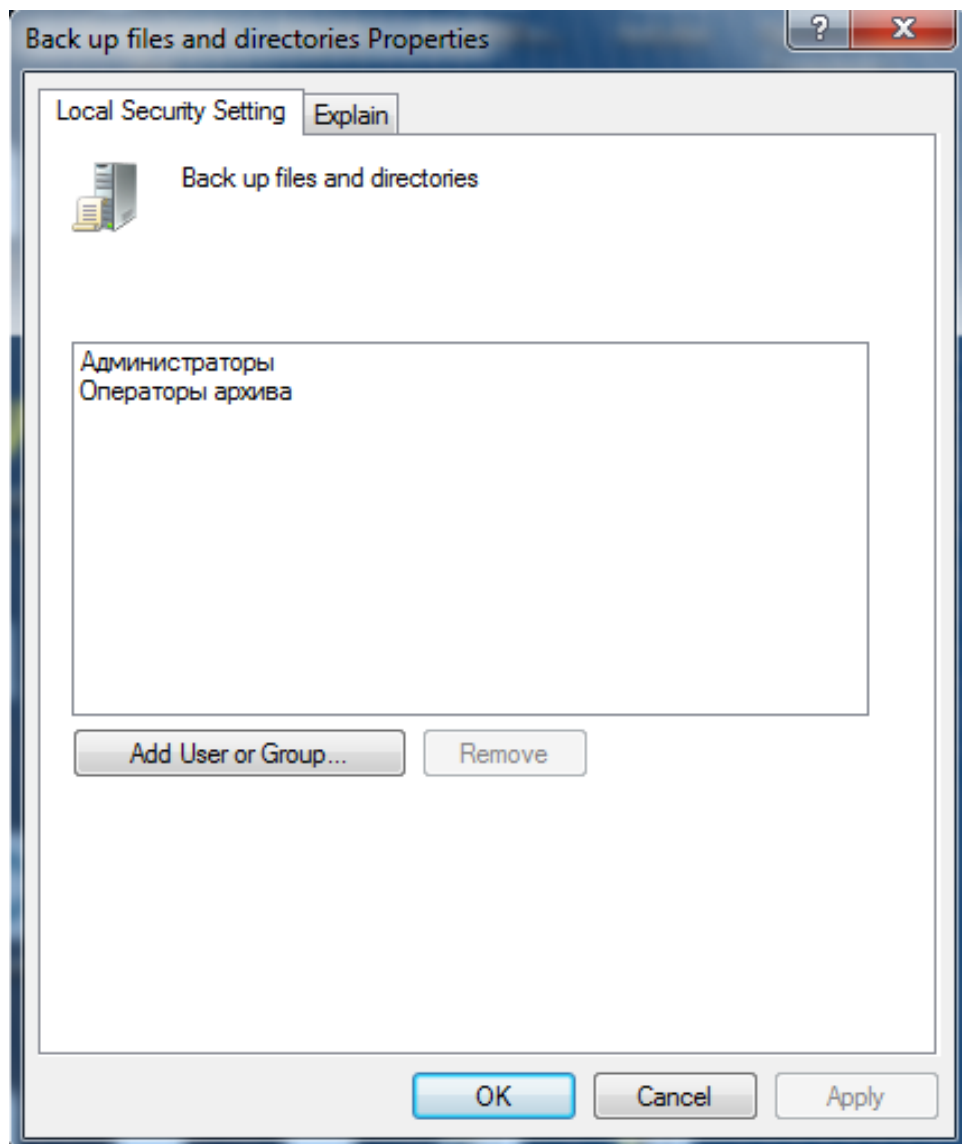 Back up files and directories Properties
?
X
Local Security Setting
Explain
Back up files and directories
Администраторы
Операторы архива
Add User or Group...
Remove
OK
Cancel
Apply